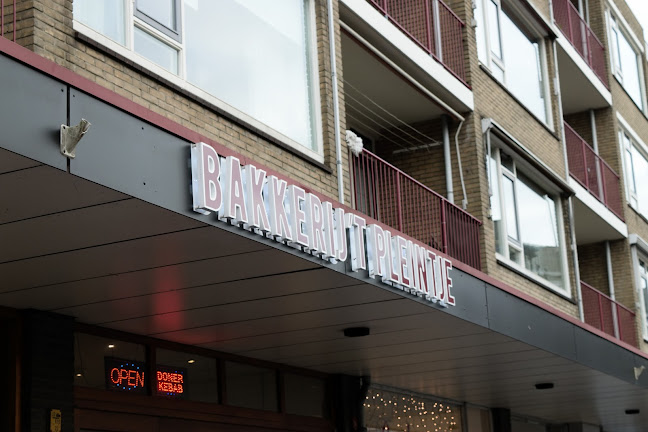 BAKKERIJ 'T PLEINTJE
OPEN
DONER
KEBAB